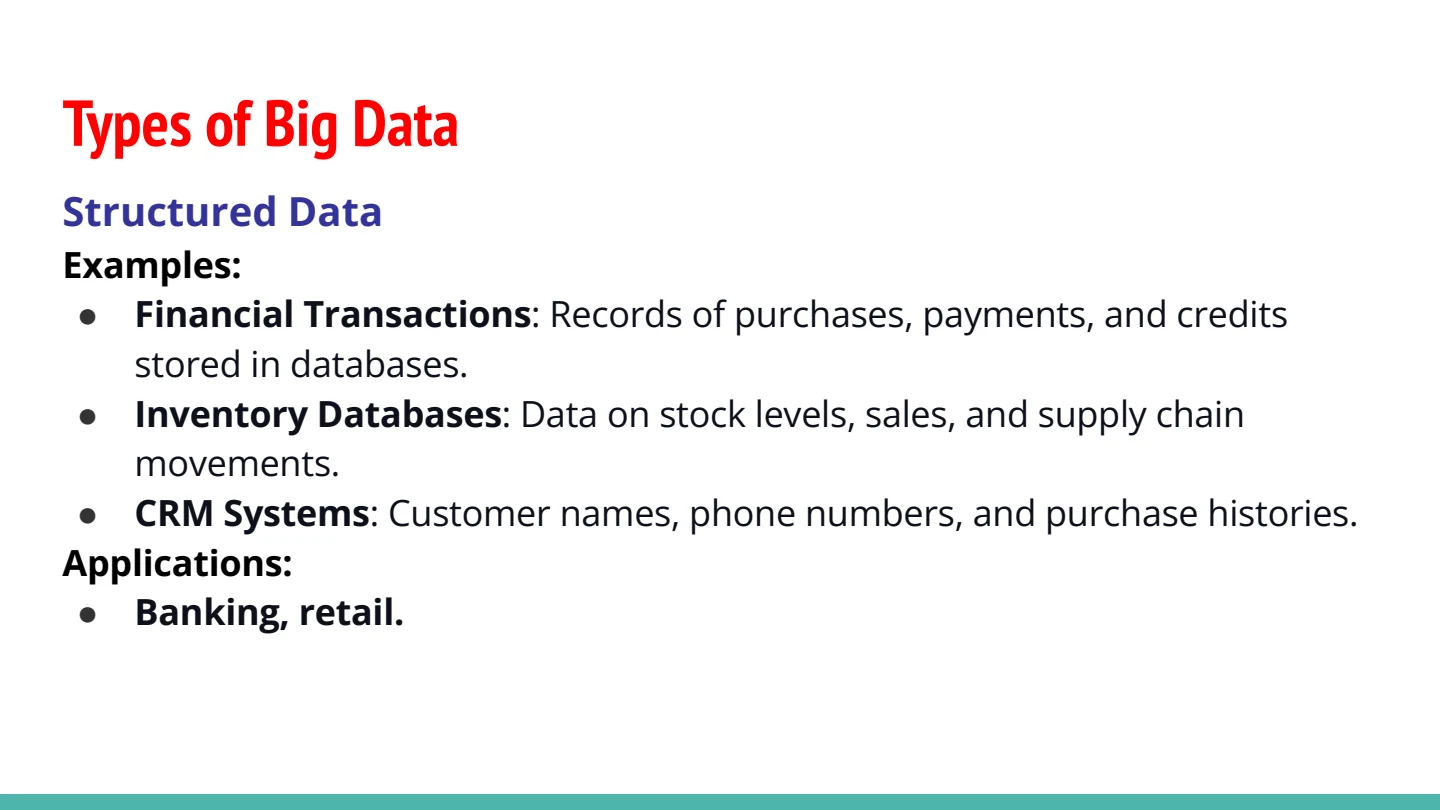 Types of Big Data
Structured Data
Examples:
● Financial Transactions: Records of purchases, payments, and credits
stored in databases.
● Inventory Databases: Data on stock levels, sales, and supply chain
movements.
● CRM Systems: Customer names, phone numbers, and purchase histories.
Applications:
● Banking, retail.